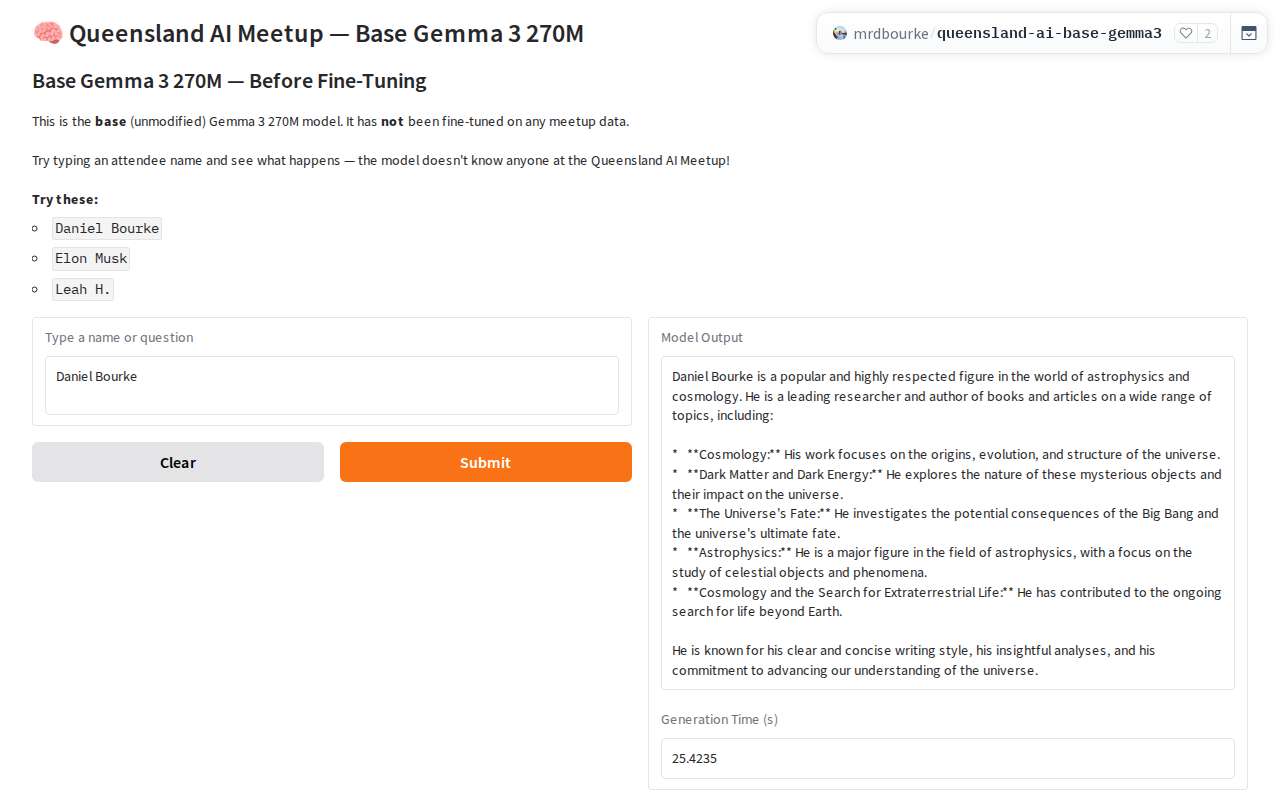 🧠 Queensland AI Meetup — Base Gemma 3 270M
mrdbourke/queensland-ai-base-gemma3
2
Base Gemma 3 270M — Before Fine-Tuning
This is the base (unmodified) Gemma 3 270M model. It has not been fine-tuned on any meetup data.
Try typing an attendee name and see what happens — the model doesn't know anyone at the Queensland AI Meetup!
Try these:
Daniel Bourke
Elon Musk
Leah H.
Type a name or question
Daniel Bourke
Clear
Submit
Model Output
Daniel Bourke is a popular and highly respected figure in the world of astrophysics and
cosmology. He is a leading researcher and author of books and articles on a wide range of
topics, including:
*   **Cosmology:** His work focuses on the origins, evolution, and structure of the universe.
*   **Dark Matter and Dark Energy:** He explores the nature of these mysterious objects and
their impact on the universe.
*   **The Universe's Fate:** He investigates the potential consequences of the Big Bang and
the universe's ultimate fate.
*   **Astrophysics:** He is a major figure in the field of astrophysics, with a focus on the
study of celestial objects and phenomena.
*   **Cosmology and the Search for Extraterrestrial Life:** He has contributed to the ongoing
search for life beyond Earth.
He is known for his clear and concise writing style, his insightful analyses, and his
commitment to advancing our understanding of the universe.
Generation Time (s)
25.4235